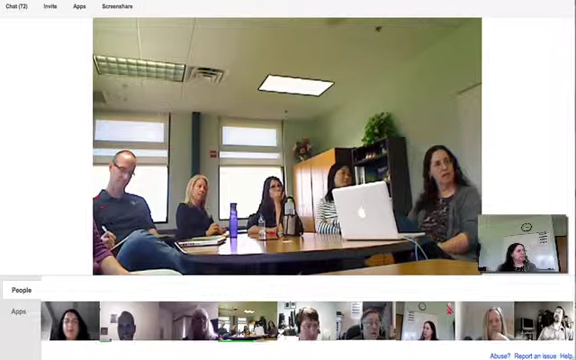 Chat (72) Invite Apps Screenshare
People
Apps
Abuse? Report an issue Help